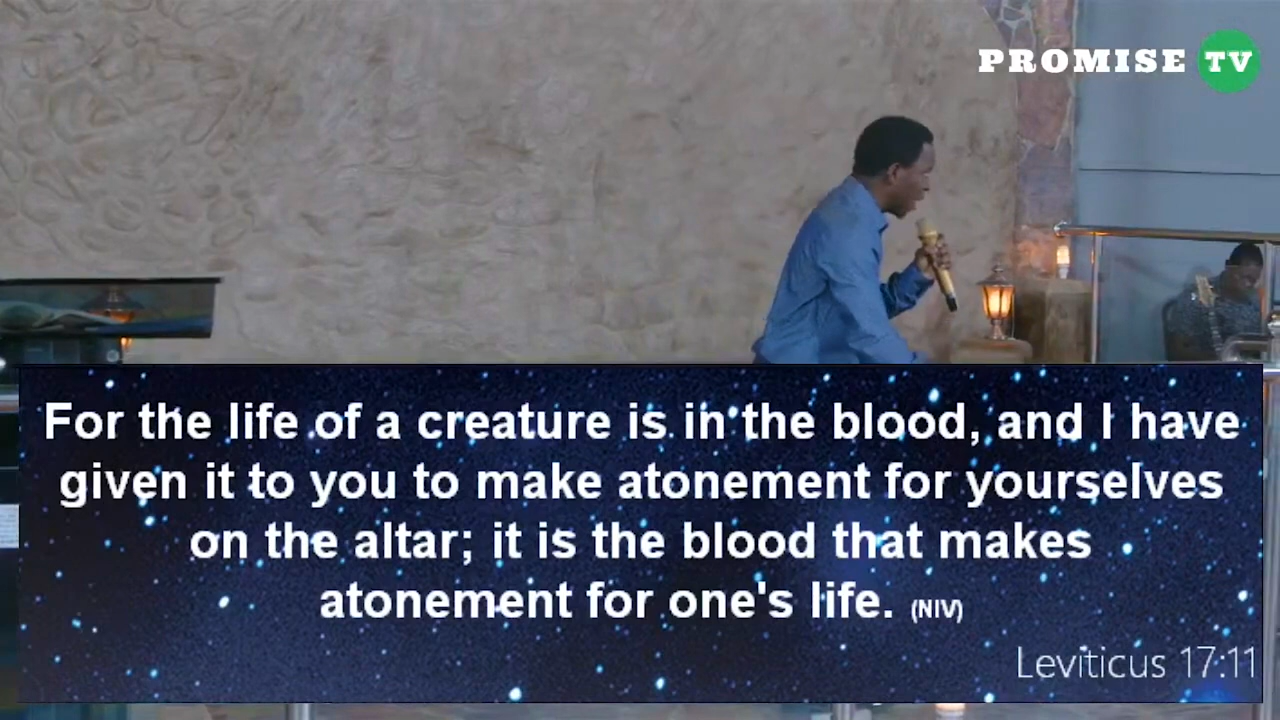 PROMISE TV
For the life of a creature is in the blood, and I have
given it to you to make atonement for yourselves
on the altar; it is the blood that makes
atonement for one's life. (NIV)
Leviticus 17:11